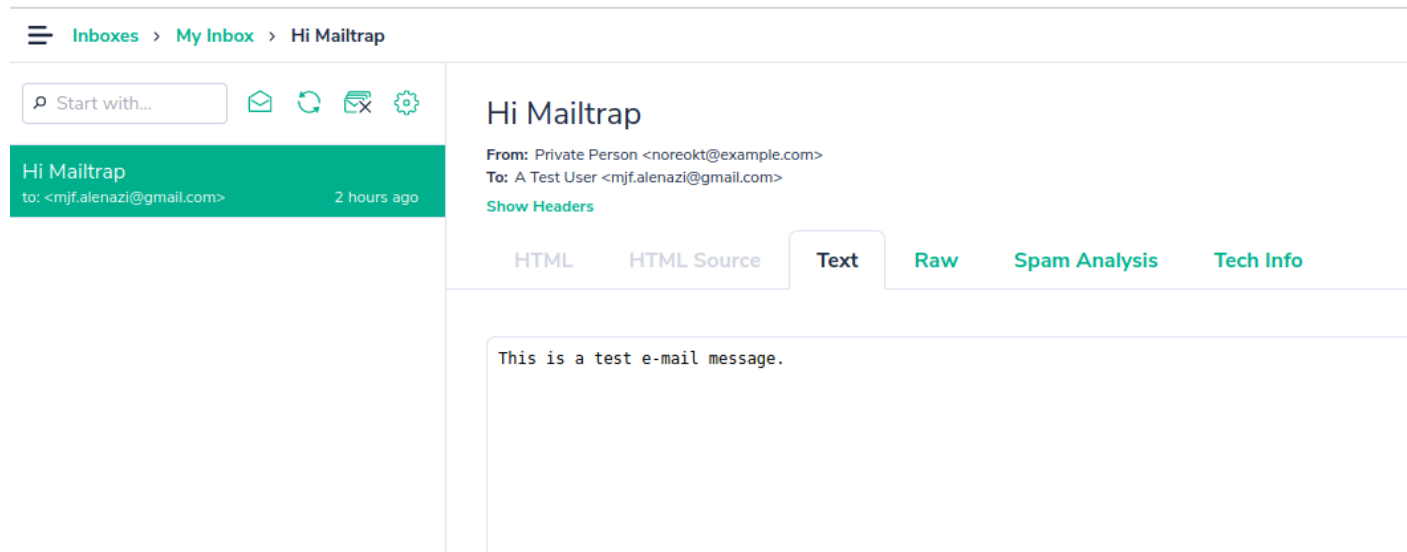 Inboxes > My Inbox > Hi Mailtrap
Start with...
Hi Mailtrap
to: <mjf.alenazi@gmail.com> 2 hours ago
Hi Mailtrap
From: Private Person <noreokt@example.com>
To: A Test User <mjf.alenazi@gmail.com>
Show Headers
HTML HTML Source Text Raw Spam Analysis Tech Info
This is a test e-mail message.